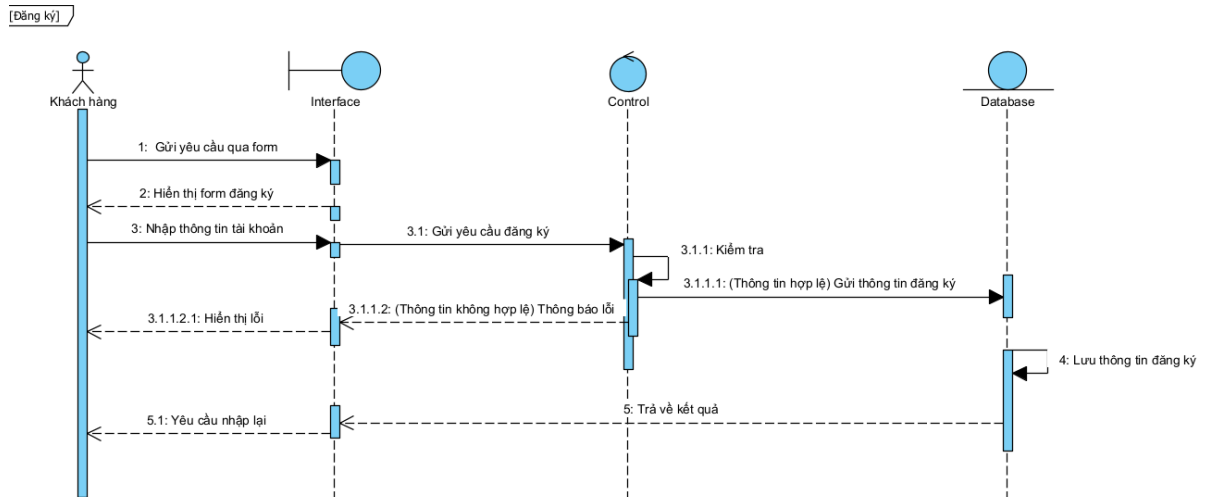 [Đăng ký]
Khách hàng
Interface
Control
Database
1: Gửi yêu cầu qua form
2: Hiển thị form đăng ký
3: Nhập thông tin tài khoản
3.1: Gửi yêu cầu đăng ký
3.1.1: Kiểm tra
3.1.1.1: (Thông tin hợp lệ) Gửi thông tin đăng ký
3.1.1.2: (Thông tin không hợp lệ) Thông báo lỗi
3.1.1.2.1: Hiển thị lỗi
4: Lưu thông tin đăng ký
5: Trả về kết quả
5.1: Yêu cầu nhập lại